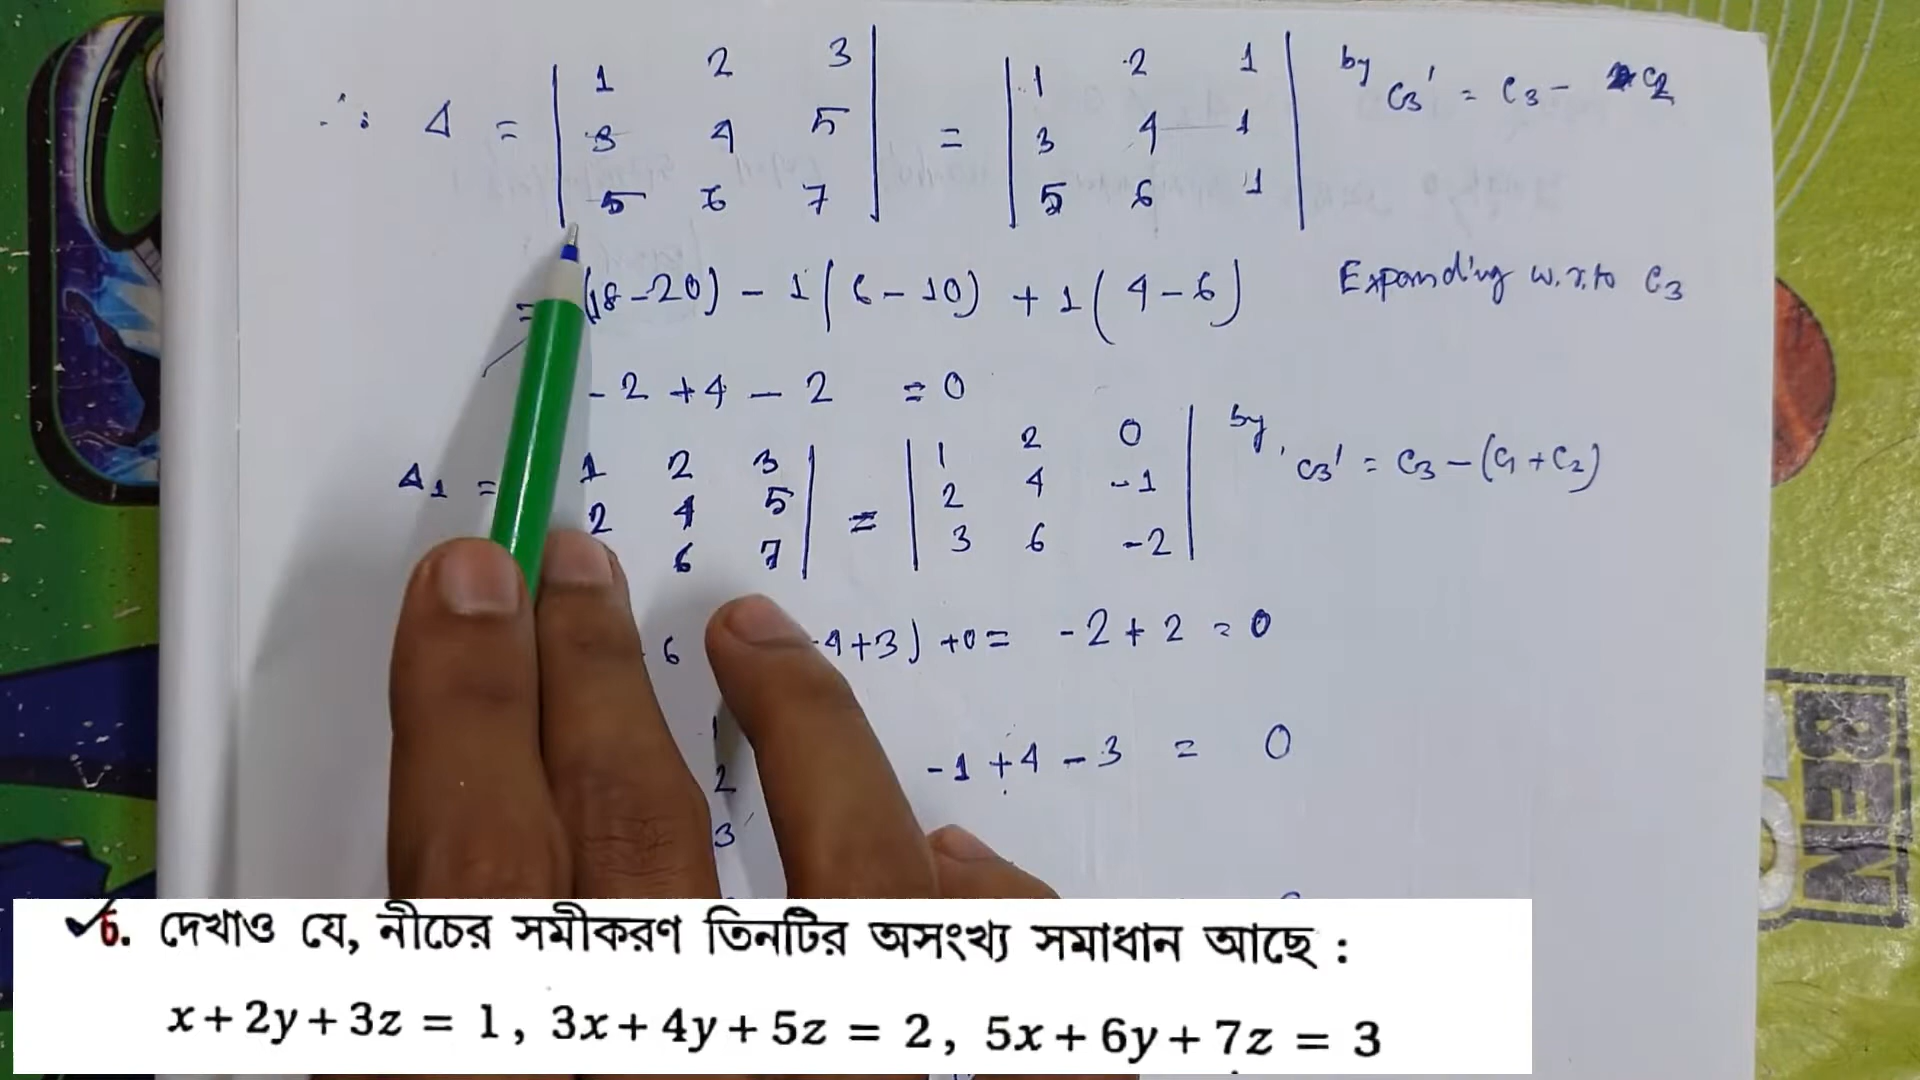 ∴ Δ = | 1 2 3 | = | 1 2 1 | by C3' = C3 - C2
| 3 4 5 | | 3 4 1 |
| 5 6 7 | | 5 6 1 |
= (18-20) - 1(6-10) + 1(4-6) Expanding w.r.to C3
-2 +4 - 2 = 0
Δ1 = 1 2 3 | = | 1 2 0 | by C3' = C3 - (C1 + C2)
2 4 5 | | 2 4 -1 |
6 7 | | 3 6 -2 |
6 -4+3) +0 = -2 + 2 = 0
1
2 -1 +4 - 3 = 0
3
6. দেখাও যে, নীচের সমীকরণ তিনটির অসংখ্য সমাধান আছে :
x + 2y + 3z = 1, 3x + 4y + 5z = 2, 5x + 6y + 7z = 3
BEN